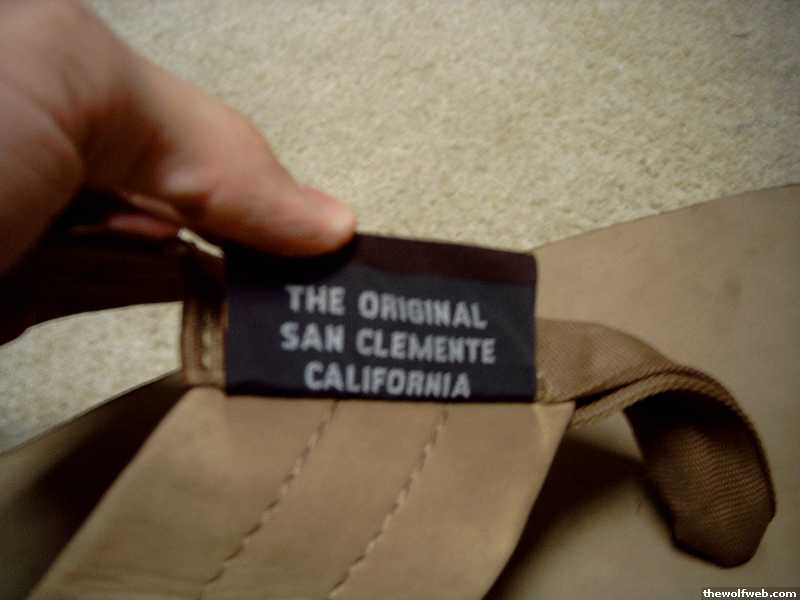 THE ORIGINAL
SAN CLEMENTE
CALIFORNIA
thewolfweb.com